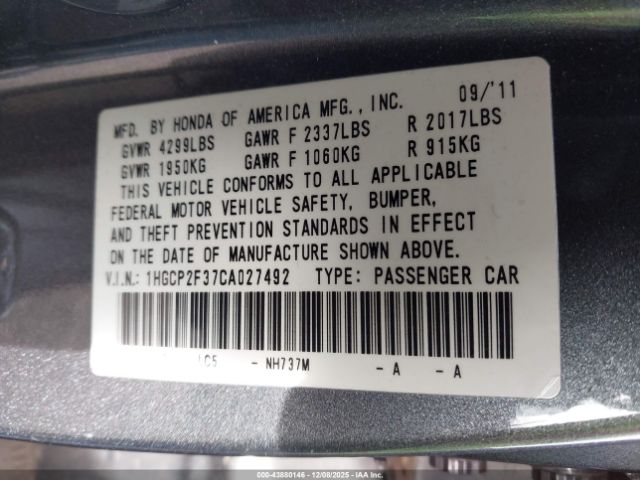 MFD. BY HONDA OF AMERICA MFG., INC. 09/'11
GVWR 4299LBS GAWR F 2337LBS R 2017LBS
GVWR 1950KG GAWR F 1060KG R 915KG
THIS VEHICLE CONFORMS TO ALL APPLICABLE
FEDERAL MOTOR VEHICLE SAFETY, BUMPER,
AND THEFT PREVENTION STANDARDS IN EFFECT
ON THE DATE OF MANUFACTURE SHOWN ABOVE.
V.I.N.: 1HGCP2F37CA027492 TYPE: PASSENGER CAR
C5 - NH737M - A - A
000-43880146 • 12/08/2025 • IAA Inc.